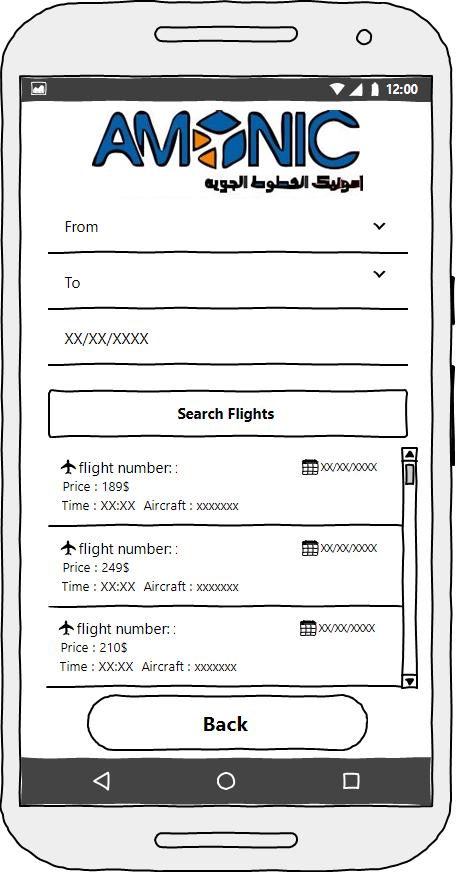 12:00
AMONIC
امونيك الخطوط الجويه
From
To
XX/XX/XXXX
Search Flights
flight number: : XX/XX/XXXX
Price : 189$
Time : XX:XX Aircraft : xxxxxxx
flight number: : XX/XX/XXXX
Price : 249$
Time : XX:XX Aircraft : xxxxxxx
flight number: : XX/XX/XXXX
Price : 210$
Time : XX:XX Aircraft : xxxxxxx
Back